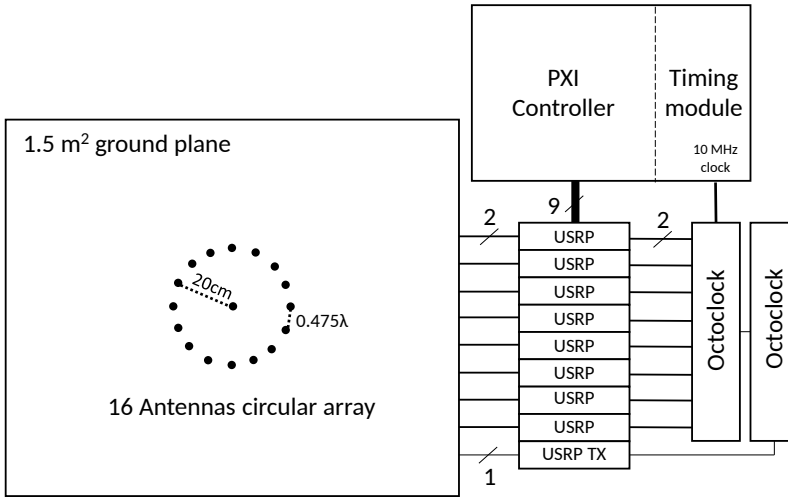 PXI
Controller
Timing
module
10 MHz
clock
1.5 m² ground plane
20cm
0.475λ
16 Antennas circular array
2
9
2
USRP
USRP
USRP
USRP
USRP
USRP
USRP
USRP
USRP TX
1
Octoclock
Octoclock